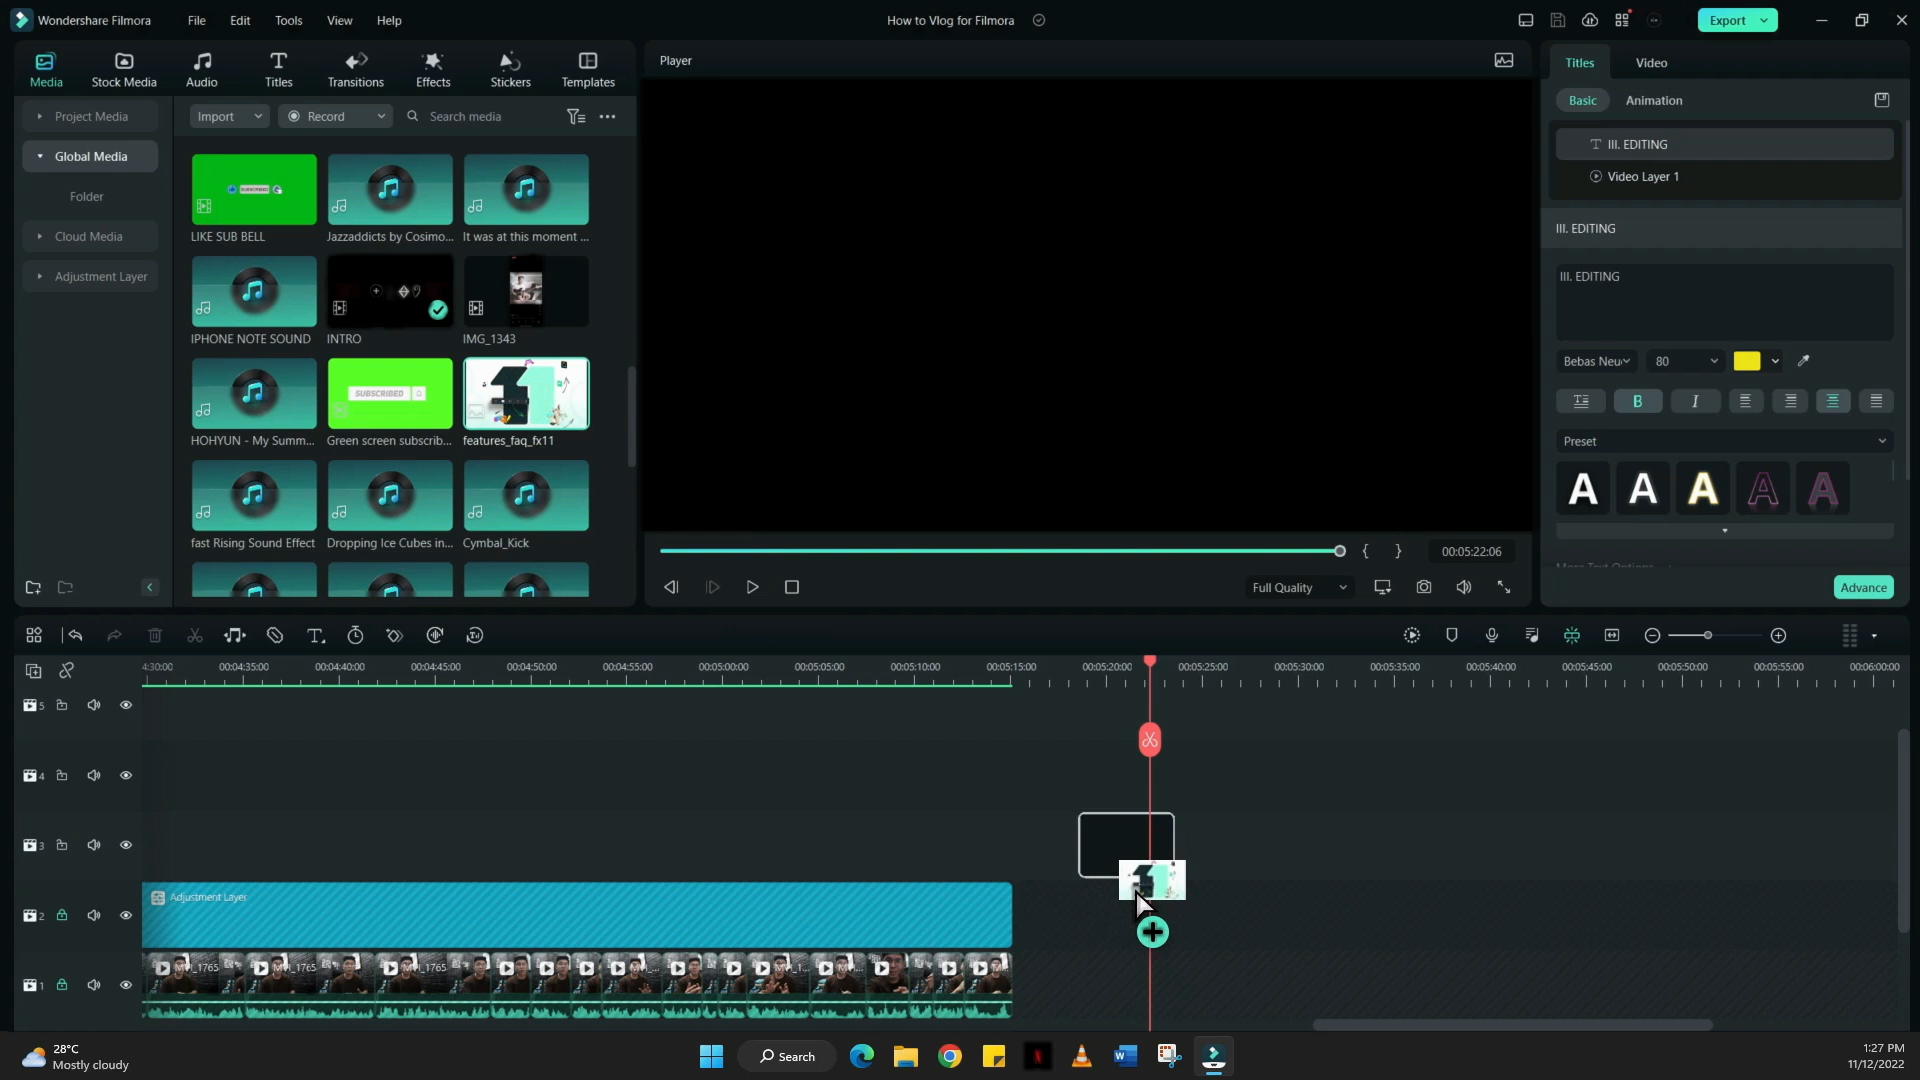 Wondershare Filmora
File
Edit
Tools
View
Help
How to Vlog for Filmora
Export
Media
Stock Media
Audio
Titles
Transitions
Effects
Stickers
Templates
Player
Titles
Video
Project Media
Import
Record
Search media
Basic
Animation
Global Media
III. EDITING
Video Layer 1
Folder
SUBSCRIBED
LIKE SUB BELL
Jazzaddicts by Cosimo...
It was at this moment ...
III. EDITING
Cloud Media
Adjustment Layer
III. EDITING
IPHONE NOTE SOUND
INTRO
IMG_1343
Bebas Neu
80
SUBSCRIBED
B
I
HOHYUN - My Summ...
Green screen subscrib...
features_faq_fx11
Preset
A
A
A
A
A
fast Rising Sound Effect
Dropping Ice Cubes in...
Cymbal_Kick
{ }
00:05:22:06
Full Quality
Advance
4:30:00
00:04:35:00
00:04:40:00
00:04:45:00
00:04:50:00
00:04:55:00
00:05:00:00
00:05:05:00
00:05:10:00
00:05:15:00
00:05:20:00
00:05:25:00
00:05:30:00
00:05:35:00
00:05:40:00
00:05:45:00
00:05:50:00
00:05:55:00
00:06:00:00
5
4
3
2
Adjustment Layer
1
MVI_1765
MVI_1765
MVI_1765
28°C
Mostly cloudy
Search
1:27 PM
11/12/2022